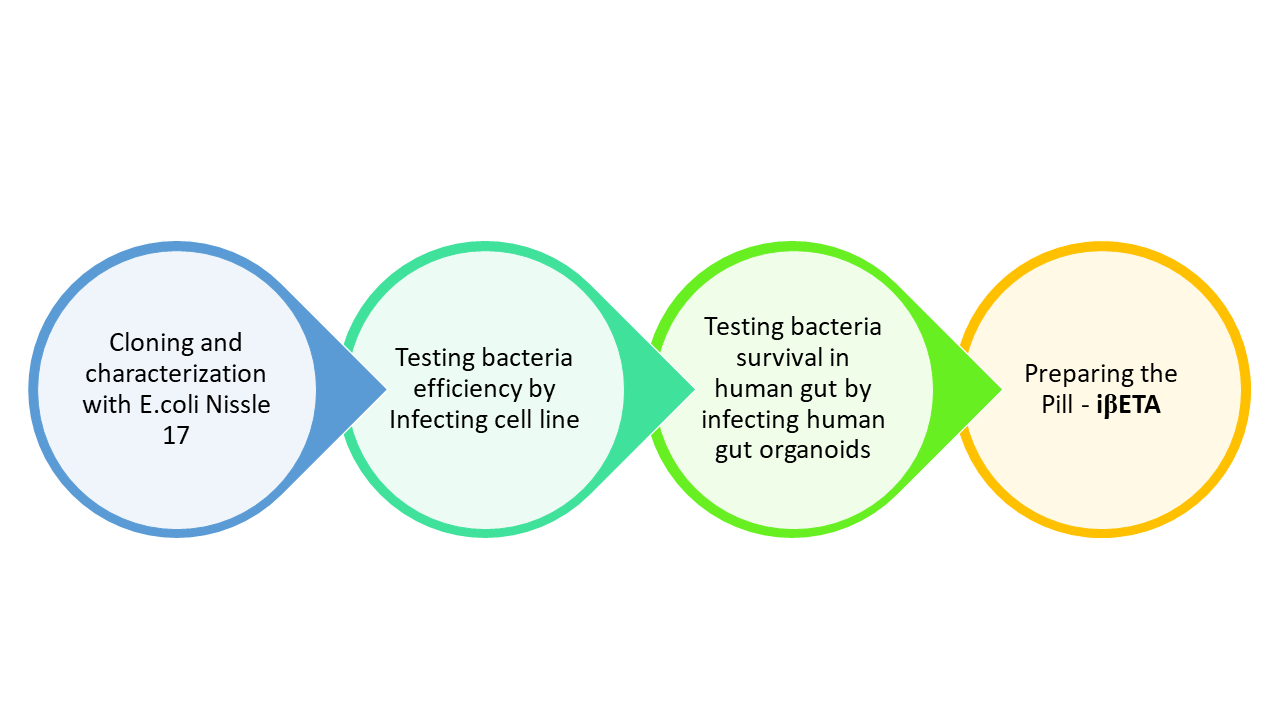 Cloning and
characterization
with E.coli Nissle
17
Testing bacteria
efficiency by
Infecting cell line
Testing bacteria
survival in
human gut by
infecting human
gut organoids
Preparing the
Pill - iβETA